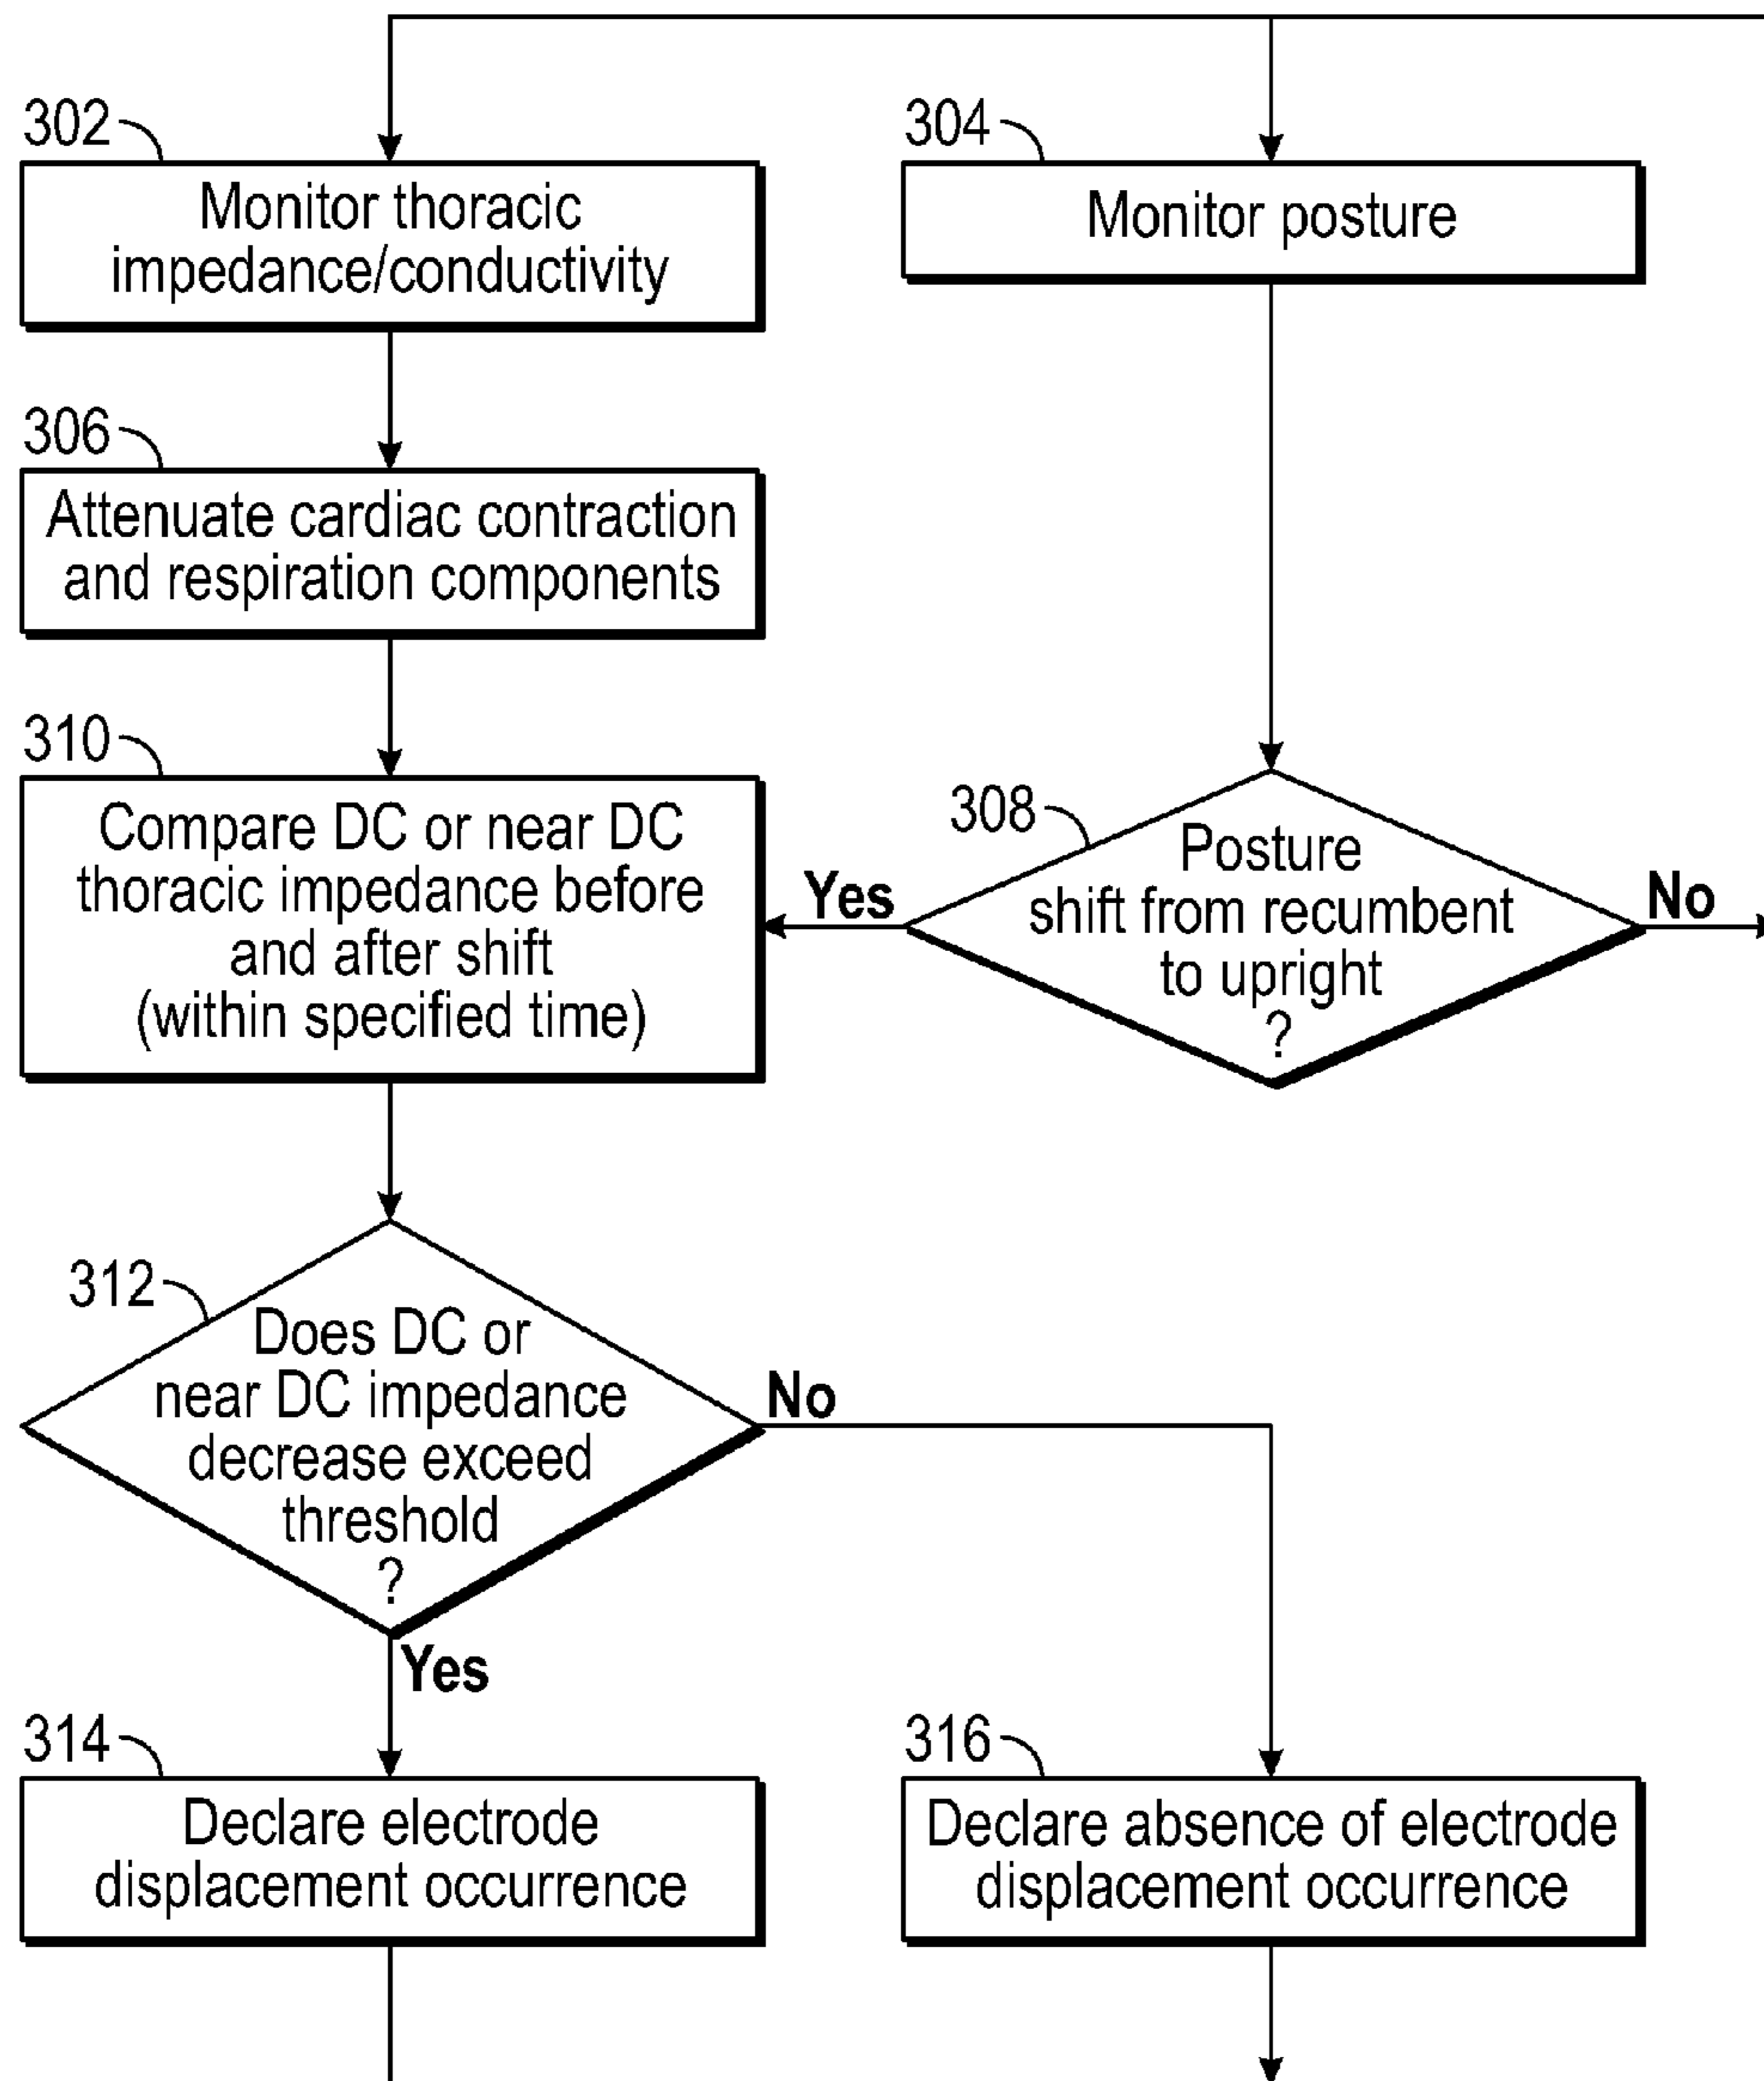 302
Monitor thoracic
impedance/conductivity
304
Monitor posture
306
Attenuate cardiac contraction
and respiration components
310
Compare DC or near DC
thoracic impedance before
and after shift
(within specified time)
308
Posture
shift from recumbent
to upright
?
Yes
No
312
Does DC or
near DC impedance
decrease exceed
threshold
?
No
Yes
314
Declare electrode
displacement occurrence
316
Declare absence of electrode
displacement occurrence